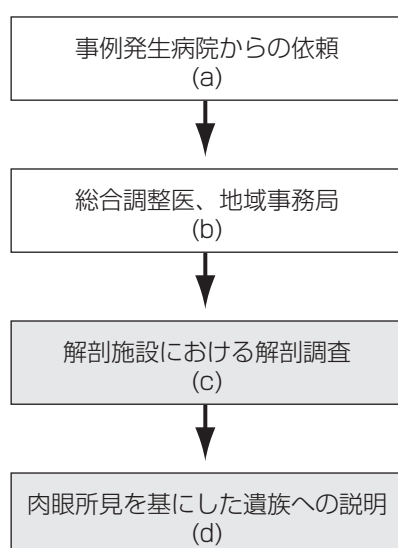 事例発生病院からの依頼
(a)
総合調整医、地域事務局
(b)
解剖施設における解剖調査
(c)
肉眼所見を基にした遺族への説明
(d)